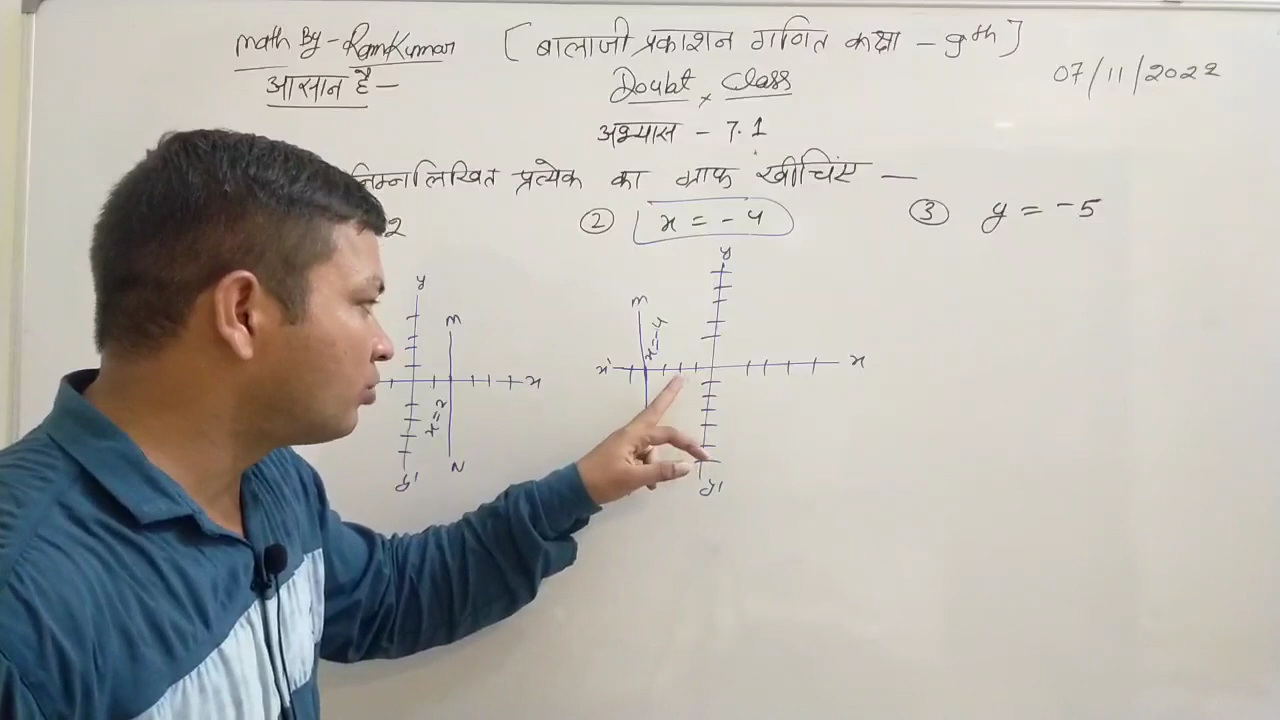 Math By - RamKumar [ बालाजी प्रकाशन गणित कक्षा - 9th ]
आसान है -
Doubt Class
07/11/2022
अभ्यास - 7.1
निम्नलिखित प्रत्येक का ग्राफ खींचिए -
2
② x = -4
③ y = -5
y
M
x
x=2
N
y'
y
M
x=-4
x'
x
y'